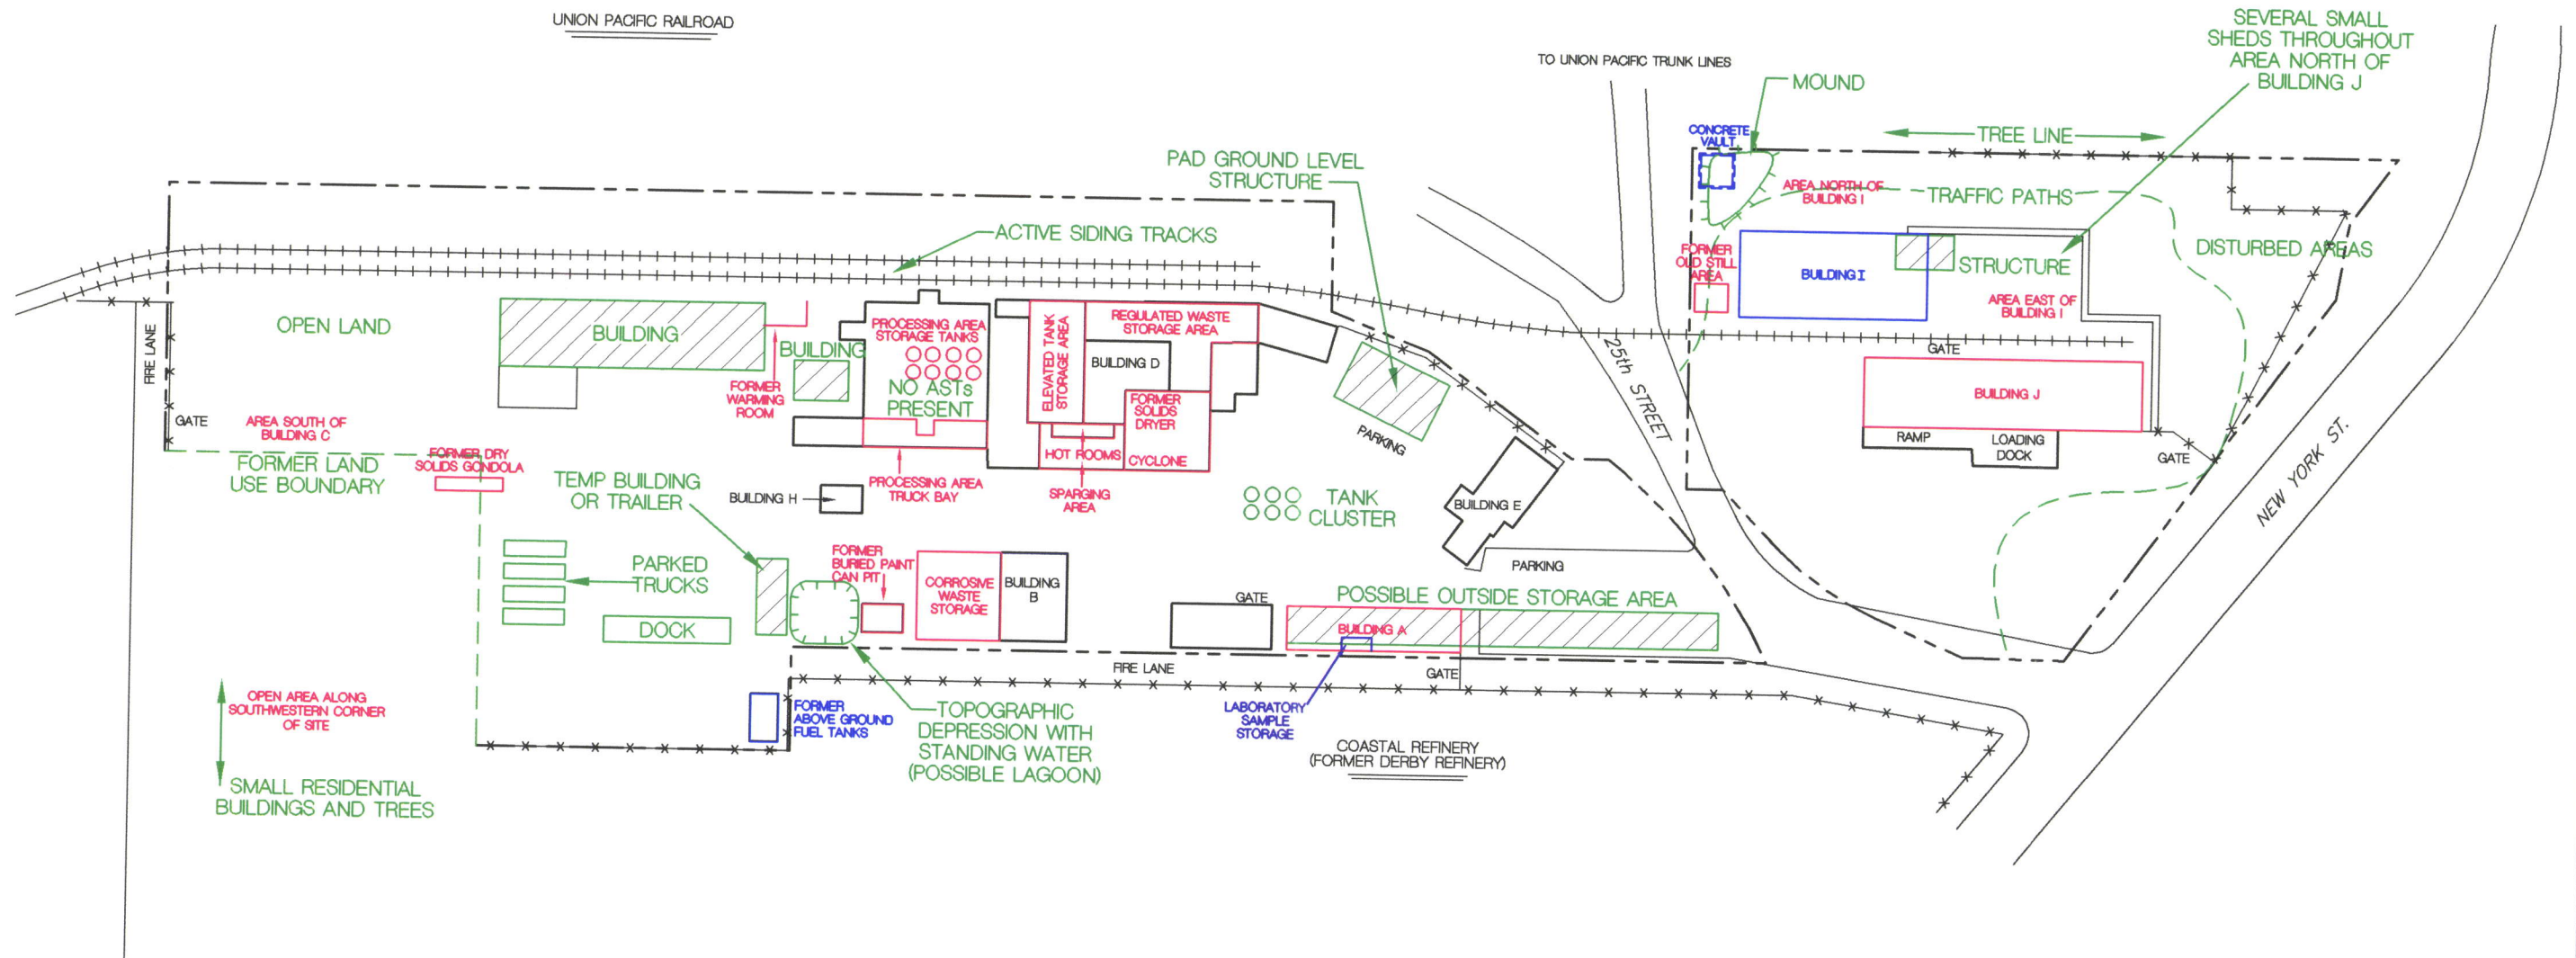 UNION PACIFIC RAILROAD
SEVERAL SMALL
SHEDS THROUGHOUT
AREA NORTH OF
BUILDING J
TO UNION PACIFIC TRUNK LINES
MOUND
CONCRETE
VAULT
TREE LINE
PAD GROUND LEVEL
STRUCTURE
AREA NORTH OF
BUILDING I
TRAFFIC PATHS
ACTIVE SIDING TRACKS
DISTURBED AREAS
FORMER
OLD STILL
AREA
BUILDING I
STRUCTURE
AREA EAST OF
BUILDING I
OPEN LAND
FIRE LANE
BUILDING
BUILDING
PROCESSING AREA
STORAGE TANKS
NO ASTs
PRESENT
ELEVATED TANK
STORAGE AREA
REGULATED WASTE
STORAGE AREA
BUILDING D
25th STREET
GATE
BUILDING J
FORMER
WARMING
ROOM
FORMER
SOLIDS
DRYER
GATE
AREA SOUTH OF
BUILDING C
PARKING
RAMP
LOADING
DOCK
GATE
FORMER DRY
SOLIDS GONDOLA
HOT ROOMS
CYCLONE
FORMER LAND
USE BOUNDARY
TEMP BUILDING
OR TRAILER
BUILDING H
PROCESSING AREA
TRUCK BAY
SPARGING
AREA
TANK
CLUSTER
BUILDING E
NEW YORK ST.
PARKED
TRUCKS
FORMER
BURIED PAINT
CAN PIT
CORROSIVE
WASTE
STORAGE
BUILDING
B
PARKING
GATE
POSSIBLE OUTSIDE STORAGE AREA
DOCK
BUILDING A
FIRE LANE
GATE
OPEN AREA ALONG
SOUTHWESTERN CORNER
OF SITE
FORMER
ABOVE GROUND
FUEL TANKS
TOPOGRAPHIC
DEPRESSION WITH
STANDING WATER
(POSSIBLE LAGOON)
LABORATORY
SAMPLE
STORAGE
COASTAL REFINERY
(FORMER DERBY REFINERY)
SMALL RESIDENTIAL
BUILDINGS AND TREES